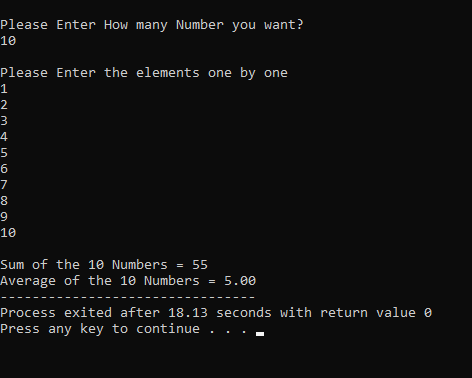 Please Enter How many Number you want?
10
Please Enter the elements one by one
1
2
3
4
5
6
7
8
9
10
Sum of the 10 Numbers = 55
Average of the 10 Numbers = 5.00
--------------------------------
Process exited after 18.13 seconds with return value 0
Press any key to continue . . .